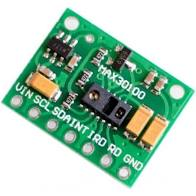 MAX30100
VIN SCL SDA INT IRD RD GND